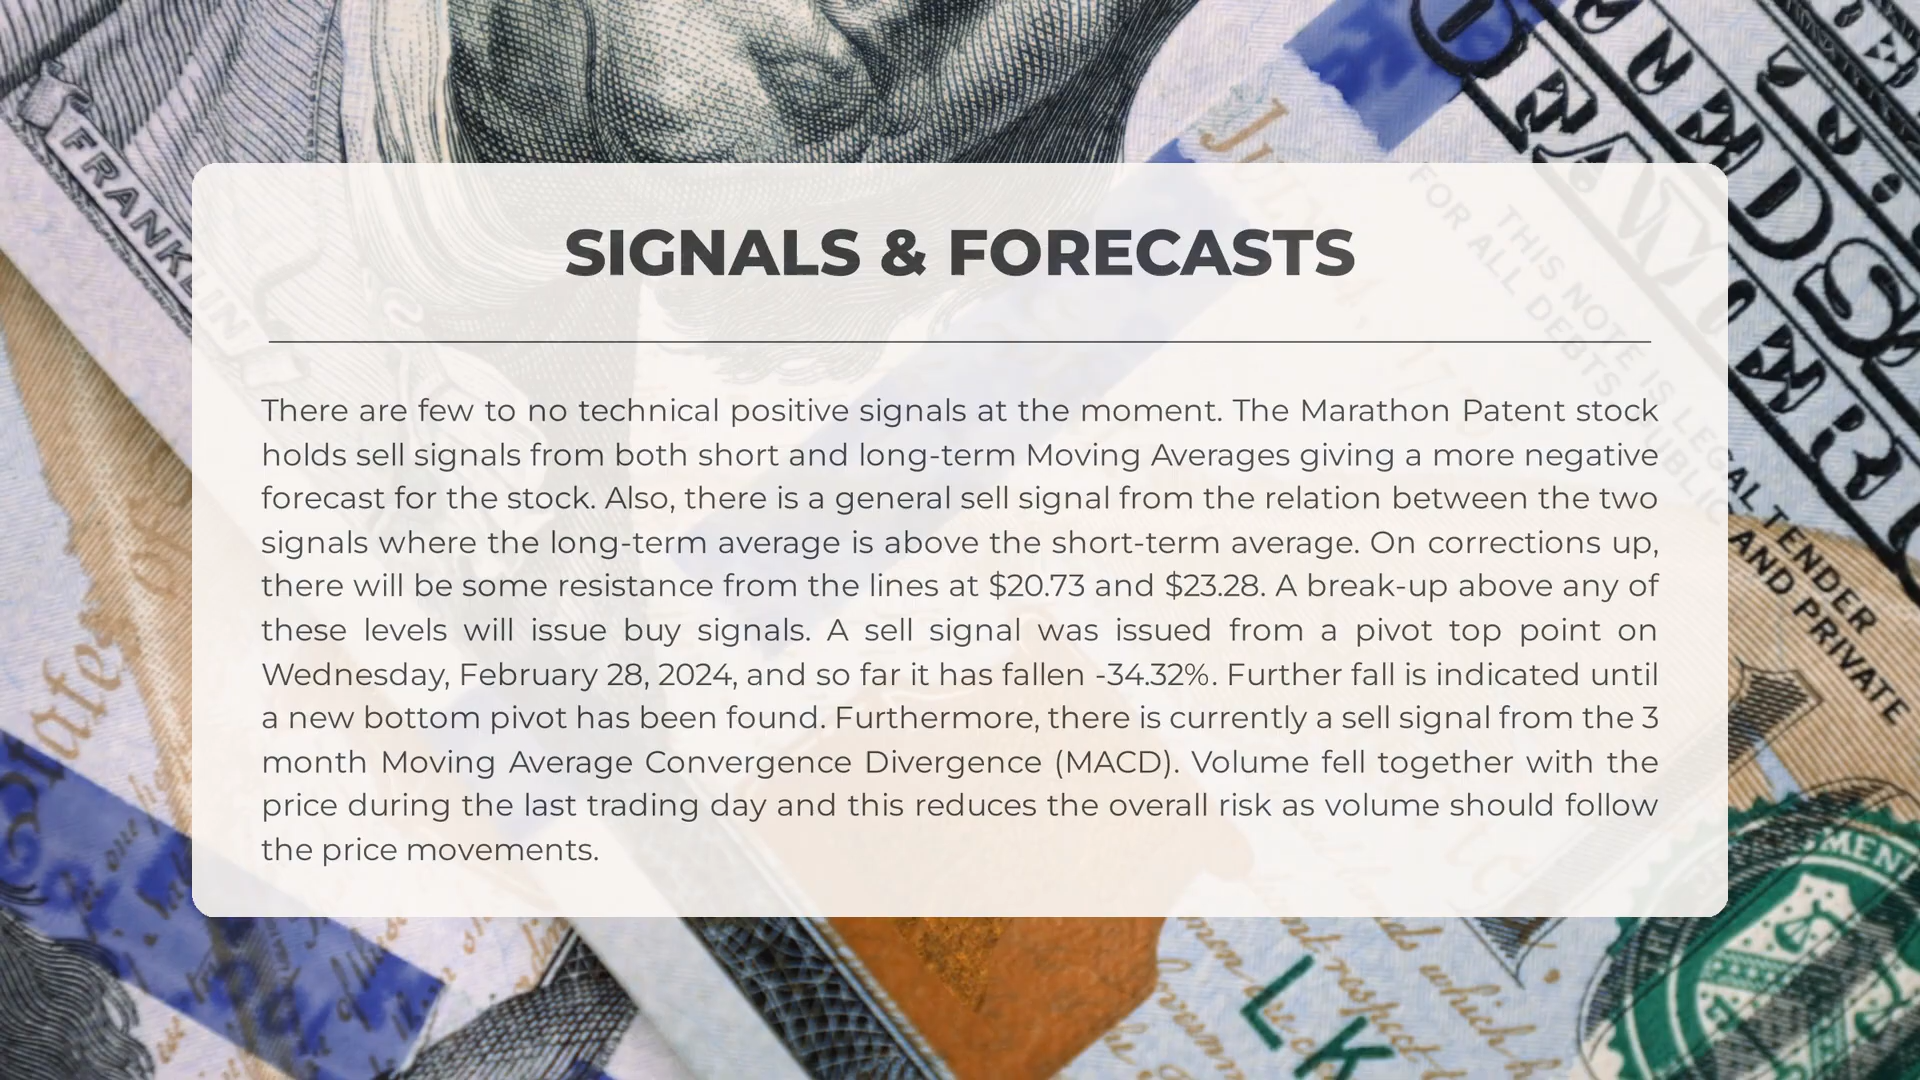 SIGNALS & FORECASTS
There are few to no technical positive signals at the moment. The Marathon Patent stock
holds sell signals from both short and long-term Moving Averages giving a more negative
forecast for the stock. Also, there is a general sell signal from the relation between the two
signals where the long-term average is above the short-term average. On corrections up,
there will be some resistance from the lines at $20.73 and $23.28. A break-up above any of
these levels will issue buy signals. A sell signal was issued from a pivot top point on
Wednesday, February 28, 2024, and so far it has fallen -34.32%. Further fall is indicated until
a new bottom pivot has been found. Furthermore, there is currently a sell signal from the 3
month Moving Average Convergence Divergence (MACD). Volume fell together with the
price during the last trading day and this reduces the overall risk as volume should follow
the price movements.
FRANKLIN
JULY 4, 17
THIS NOTE IS LEGAL TENDER
FOR ALL DEBTS, PUBLIC AND PRIVATE
LK